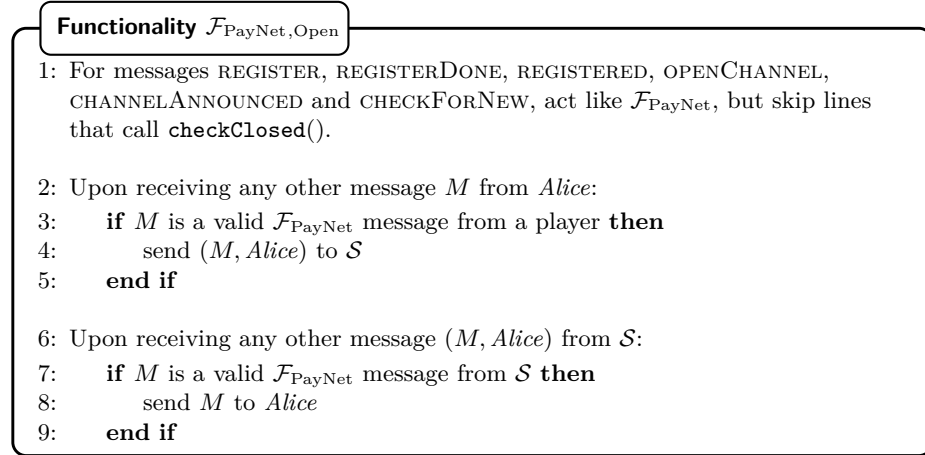 Functionality F_PayNet,Open
1: For messages REGISTER, REGISTERDONE, REGISTERED, OPENCHANNEL,
CHANNELANNOUNCED and CHECKFORNEW, act like F_PayNet, but skip lines
that call checkClosed().
2: Upon receiving any other message M from Alice:
3: if M is a valid F_PayNet message from a player then
4: send (M, Alice) to S
5: end if
6: Upon receiving any other message (M, Alice) from S:
7: if M is a valid F_PayNet message from S then
8: send M to Alice
9: end if